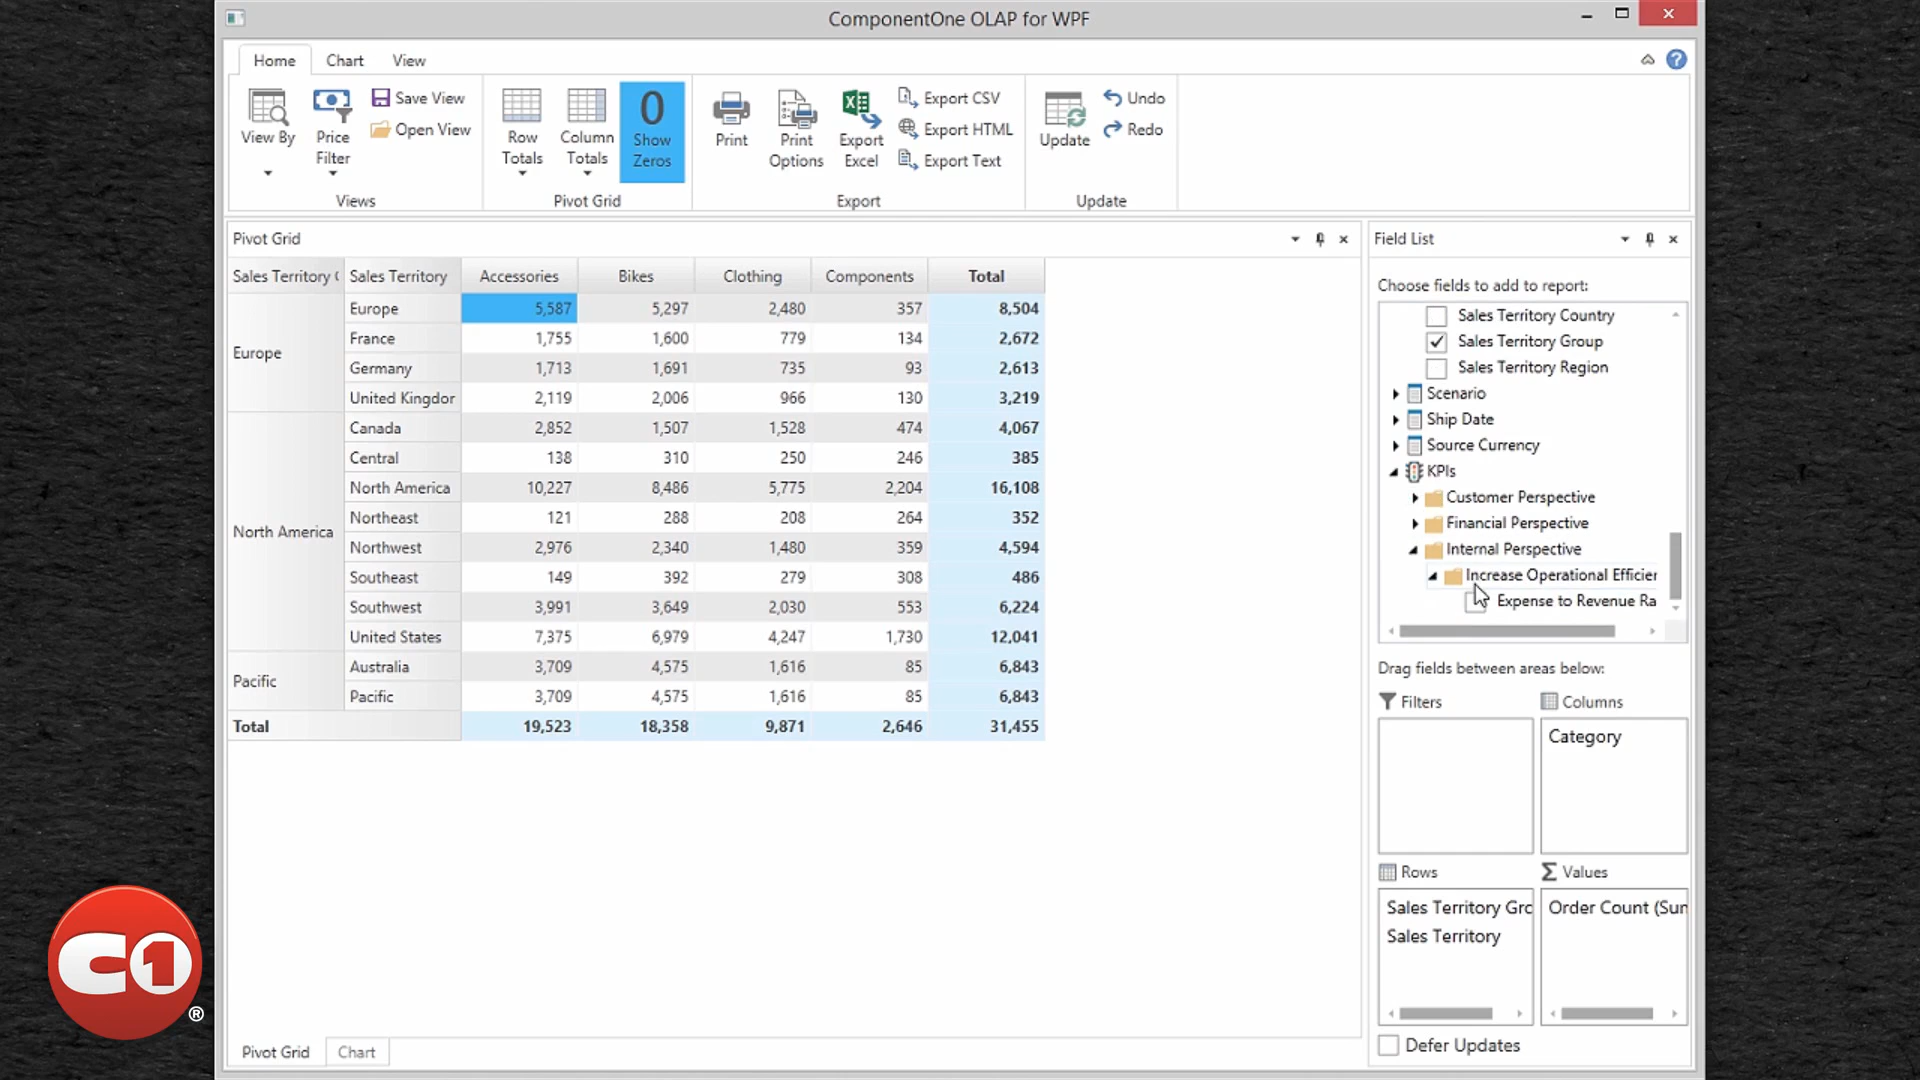 ComponentOne OLAP for WPF
Home Chart View
View By
Price Filter
Save View
Open View
Views
Row Totals
Column Totals
0 Show Zeros
Pivot Grid
Print
Print Options
Export Excel
Export CSV
Export HTML
Export Text
Export
Update
Undo
Redo
Update
Pivot Grid
Sales Territory Sales Territory Accessories Bikes Clothing Components Total
Europe Europe 5,587 5,297 2,480 357 8,504
France 1,755 1,600 779 134 2,672
Germany 1,713 1,691 735 93 2,613
United Kingdor 2,119 2,006 966 130 3,219
North America Canada 2,852 1,507 1,528 474 4,067
Central 138 310 250 246 385
North America 10,227 8,486 5,775 2,204 16,108
Northeast 121 288 208 264 352
Northwest 2,976 2,340 1,480 359 4,594
Southeast 149 392 279 308 486
Southwest 3,991 3,649 2,030 553 6,224
United States 7,375 6,979 4,247 1,730 12,041
Pacific Australia 3,709 4,575 1,616 85 6,843
Pacific 3,709 4,575 1,616 85 6,843
Total 19,523 18,358 9,871 2,646 31,455
Field List
Choose fields to add to report:
Sales Territory Country
Sales Territory Group
Sales Territory Region
Scenario
Ship Date
Source Currency
KPIs
Customer Perspective
Financial Perspective
Internal Perspective
Increase Operational Efficier
Expense to Revenue Ra
Drag fields between areas below:
Filters
Columns
Category
Rows
Sales Territory Grc
Sales Territory
Values
Order Count (Sun
Defer Updates
Pivot Grid Chart
C1®